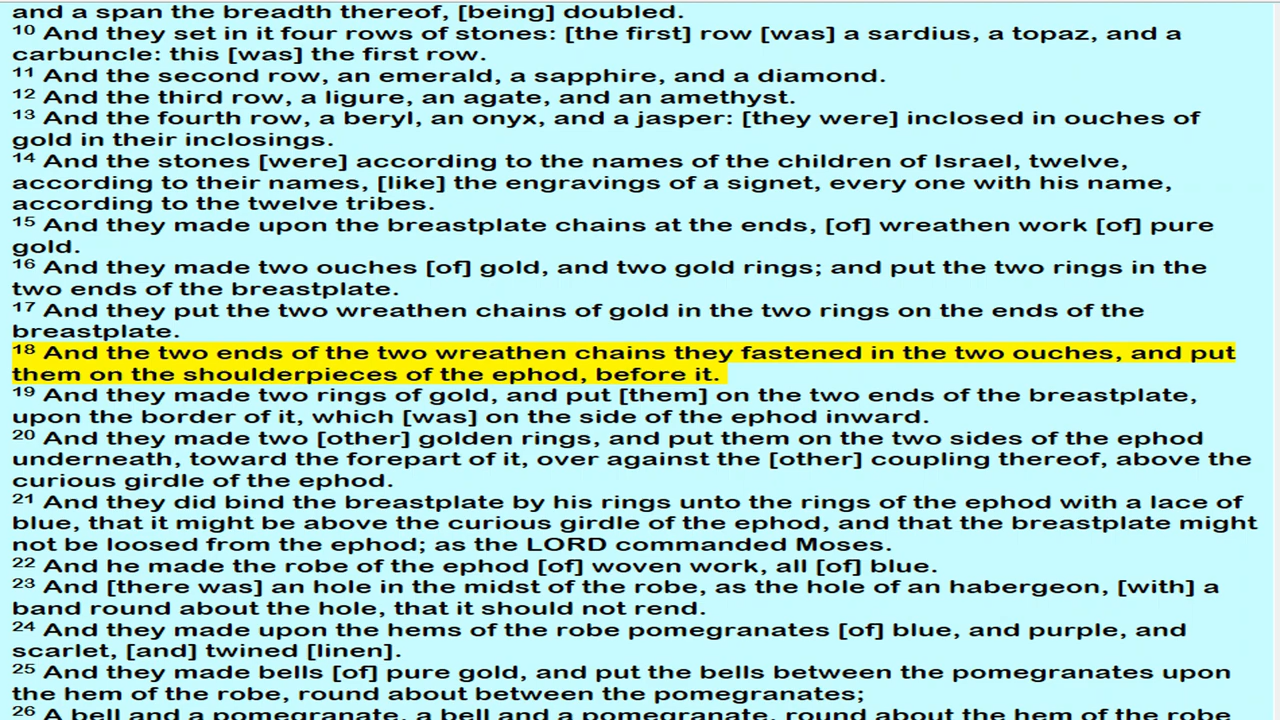 and a span the breadth thereof, [being] doubled.
10 And they set in it four rows of stones: [the first] row [was] a sardius, a topaz, and a
carbuncle: this [was] the first row.
11 And the second row, an emerald, a sapphire, and a diamond.
12 And the third row, a ligure, an agate, and an amethyst.
13 And the fourth row, a beryl, an onyx, and a jasper: [they were] inclosed in ouches of
gold in their inclosings.
14 And the stones [were] according to the names of the children of Israel, twelve,
according to their names, [like] the engravings of a signet, every one with his name,
according to the twelve tribes.
15 And they made upon the breastplate chains at the ends, [of] wreathen work [of] pure
gold.
16 And they made two ouches [of] gold, and two gold rings; and put the two rings in the
two ends of the breastplate.
17 And they put the two wreathen chains of gold in the two rings on the ends of the
breastplate.
18 And the two ends of the two wreathen chains they fastened in the two ouches, and put
them on the shoulderpieces of the ephod, before it.
19 And they made two rings of gold, and put [them] on the two ends of the breastplate,
upon the border of it, which [was] on the side of the ephod inward.
20 And they made two [other] golden rings, and put them on the two sides of the ephod
underneath, toward the forepart of it, over against the [other] coupling thereof, above the
curious girdle of the ephod.
21 And they did bind the breastplate by his rings unto the rings of the ephod with a lace of
blue, that it might be above the curious girdle of the ephod, and that the breastplate might
not be loosed from the ephod; as the LORD commanded Moses.
22 And he made the robe of the ephod [of] woven work, all [of] blue.
23 And [there was] an hole in the midst of the robe, as the hole of an habergeon, [with] a
band round about the hole, that it should not rend.
24 And they made upon the hems of the robe pomegranates [of] blue, and purple, and
scarlet, [and] twined [linen].
25 And they made bells [of] pure gold, and put the bells between the pomegranates upon
the hem of the robe, round about between the pomegranates;
26 A bell and a pomegranate, a bell and a pomegranate, round about the hem of the robe